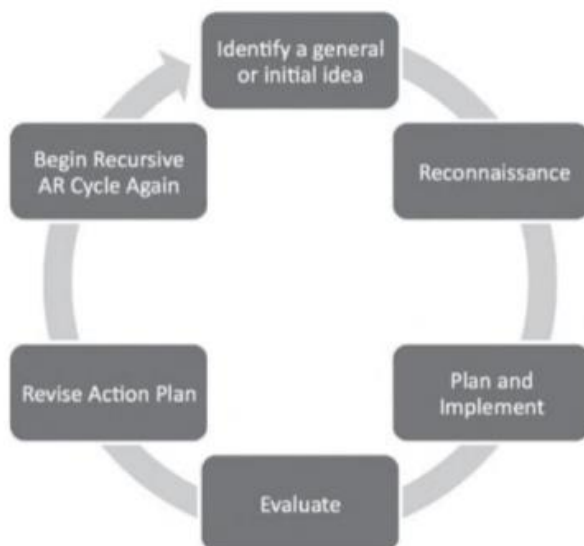 Identify a general
or initial idea
Reconnaissance
Plan and
Implement
Evaluate
Revise Action Plan
Begin Recursive
AR Cycle Again